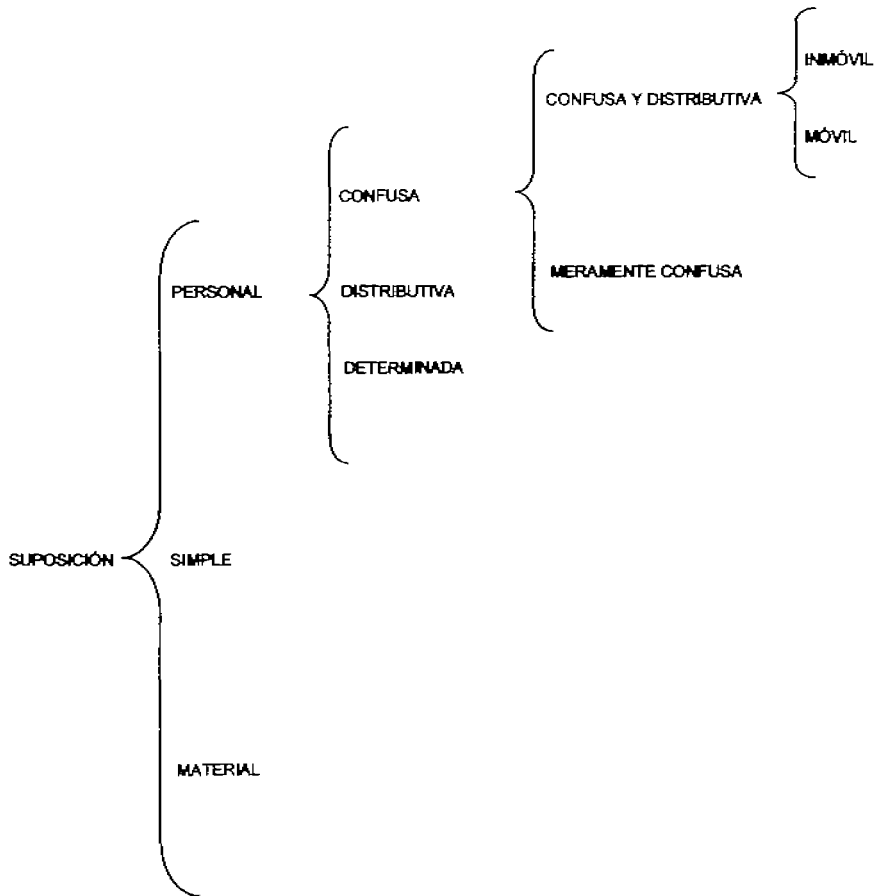 INMÓVIL
CONFUSA Y DISTRIBUTIVA
MÓVIL
CONFUSA
MERAMENTE CONFUSA
PERSONAL
DISTRIBUTIVA
DETERMINADA
SUPOSICIÓN
SIMPLE
MATERIAL